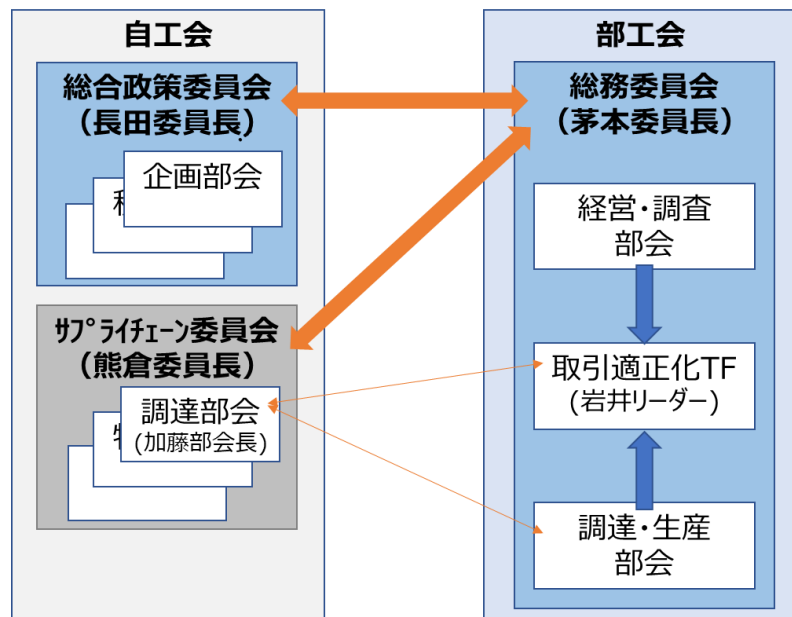 自工会
総合政策委員会
(長田委員長)
企画部会
サプライチェーン委員会
(熊倉委員長)
調達部会
(加藤部会長)
部工会
総務委員会
(茅本委員長)
経営・調査
部会
取引適正化TF
(岩井リーダー)
調達・生産
部会